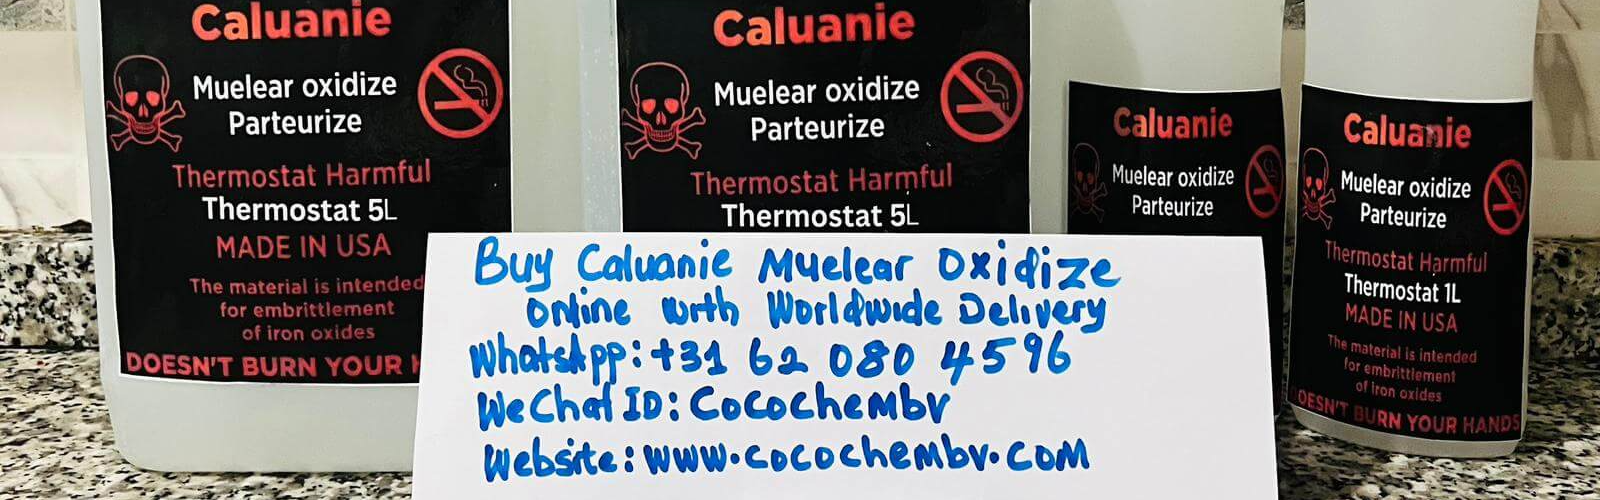 Caluanie
Muelear oxidize
Parteurize
Thermostat Harmful
Thermostat 5L
MADE IN USA
The material is intended
for embrittlement
of iron oxides
DOESN'T BURN YOUR
Caluanie
Muelear oxidize
Parteurize
Thermostat Harmful
Thermostat 5L
Caluanie
Muelear oxidize
Parteurize
Caluanie
Muelear oxidize
Parteurize
Thermostat Harmful
Thermostat 1L
MADE IN USA
The material is intended
for embrittlement
of iron oxides
DOESN'T BURN YOUR HANDS
Buy Caluanie Muelear Oxidize
Online with Worldwide Delivery
WhatsApp: +31 62 080 4596
WeChat ID: Cocochembv
Website: www.cocochembv.com